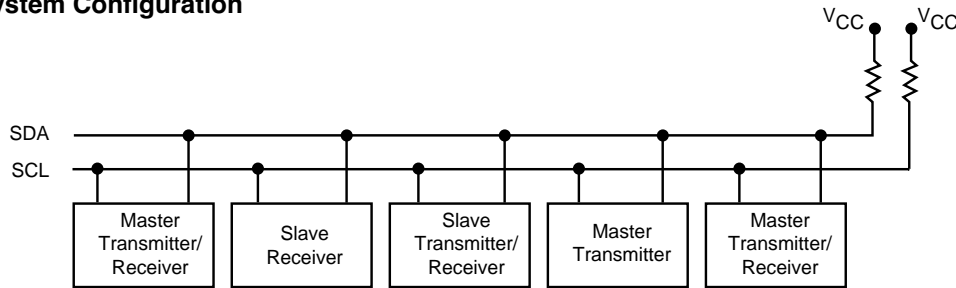 ystem Configuration
VCC VCC
SDA
SCL
Master
Transmitter/
Receiver
Slave
Receiver
Slave
Transmitter/
Receiver
Master
Transmitter
Master
Transmitter/
Receiver